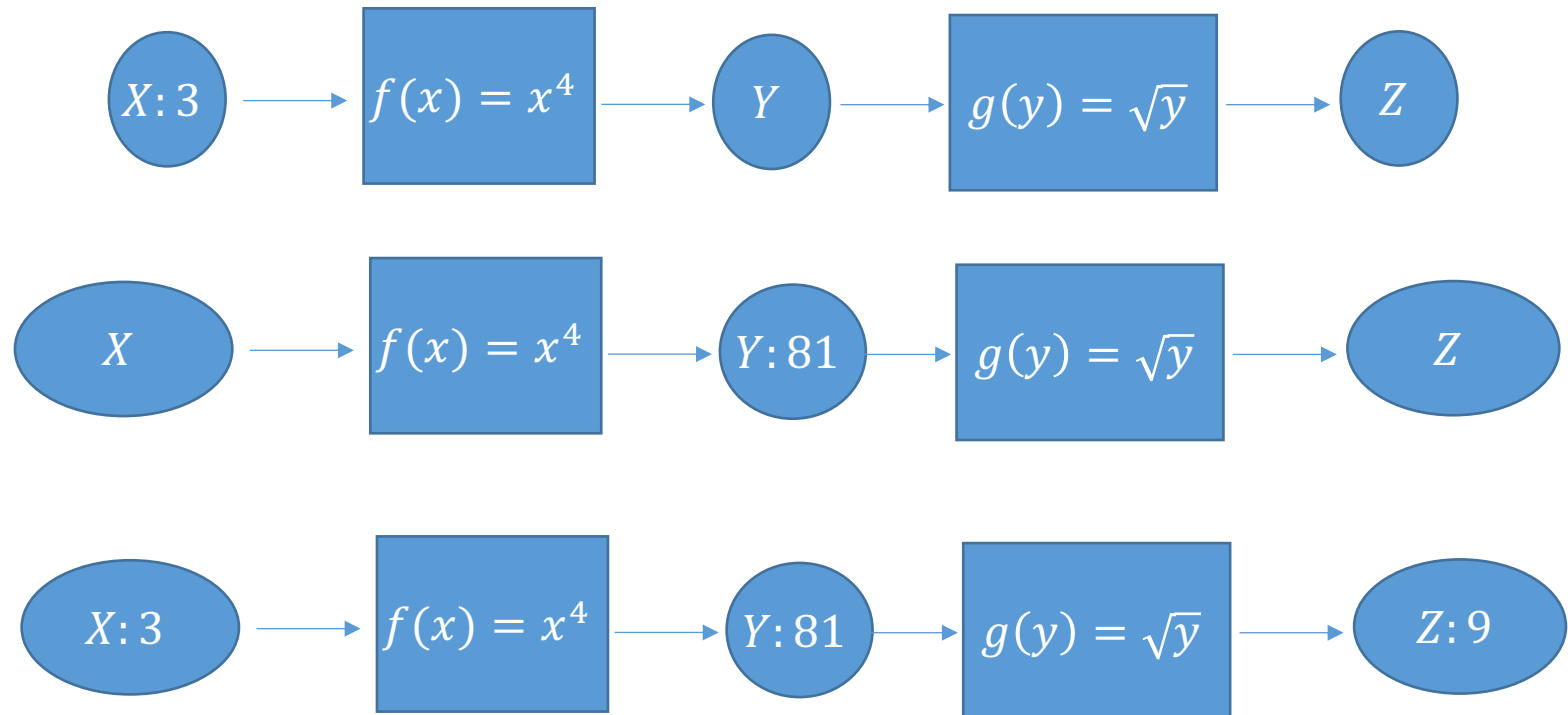 X: 3 f(x) = x⁴ Y g(y) = √y Z
X f(x) = x⁴ Y: 81 g(y) = √y Z
X: 3 f(x) = x⁴ Y: 81 g(y) = √y Z: 9